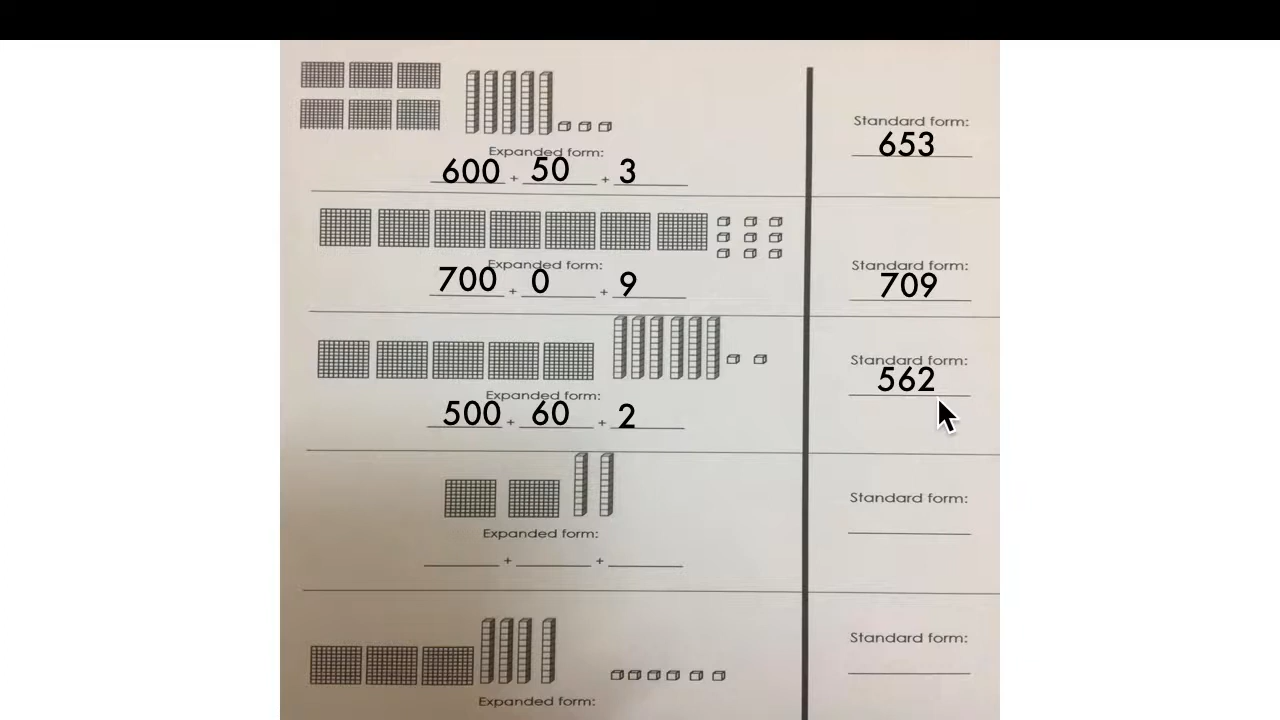 Expanded form:
600 + 50 + 3
Standard form:
653
Expanded form:
700 + 0 + 9
Standard form:
709
Expanded form:
500 + 60 + 2
Standard form:
562
Expanded form:
+ +
Standard form:
Expanded form:
Standard form: